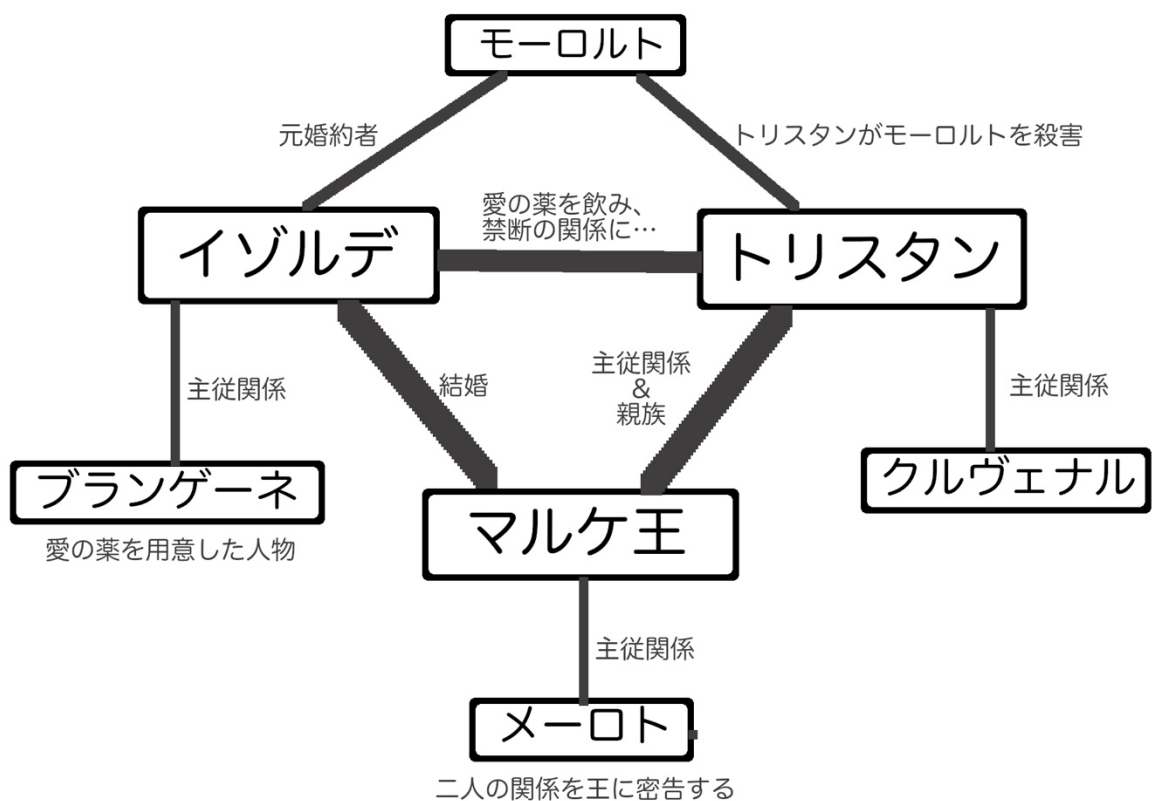 モーロルト
元婚約者
トリスタンがモーロルトを殺害
愛の薬を飲み、
禁断の関係に…
イゾルデ
トリスタン
主従関係
結婚
主従関係
&
親族
主従関係
ブランゲーネ
クルヴェナル
マルケ王
愛の薬を用意した人物
主従関係
メーロト
二人の関係を王に密告する